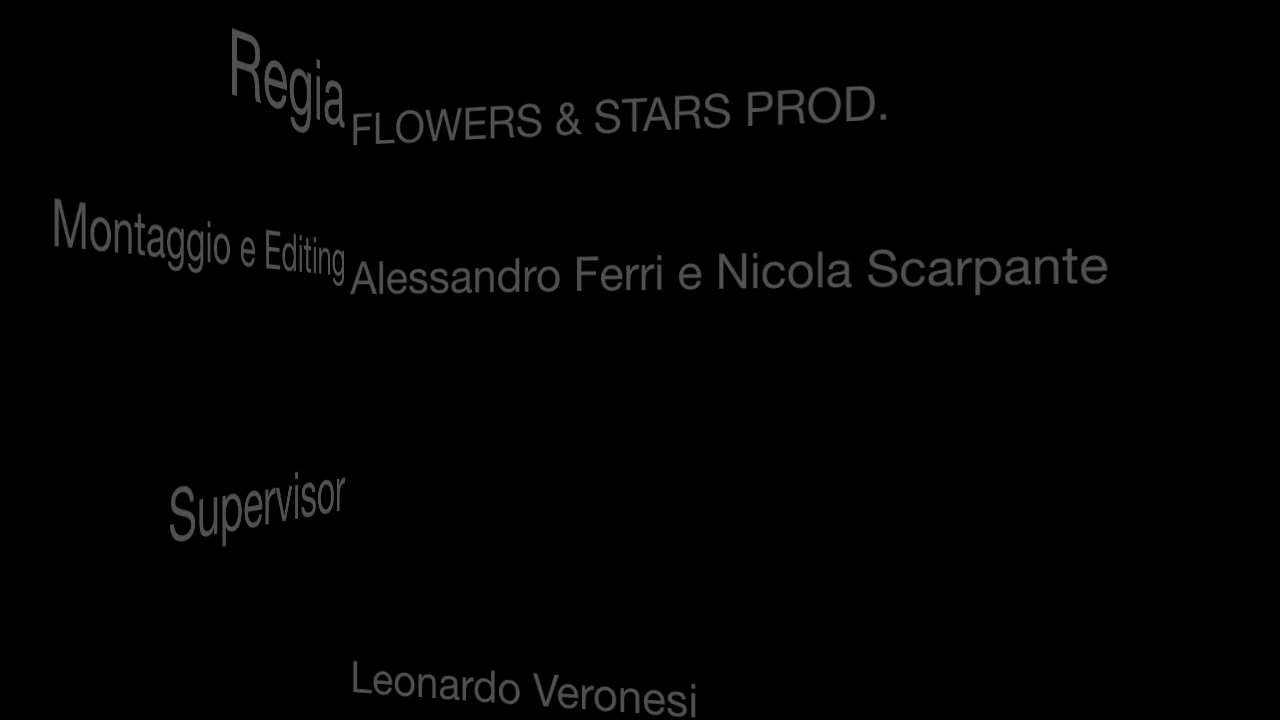 Regia
FLOWERS & STARS PROD.
Montaggio e Editing
Alessandro Ferri e Nicola Scarpante
Supervisor
Leonardo Veronesi